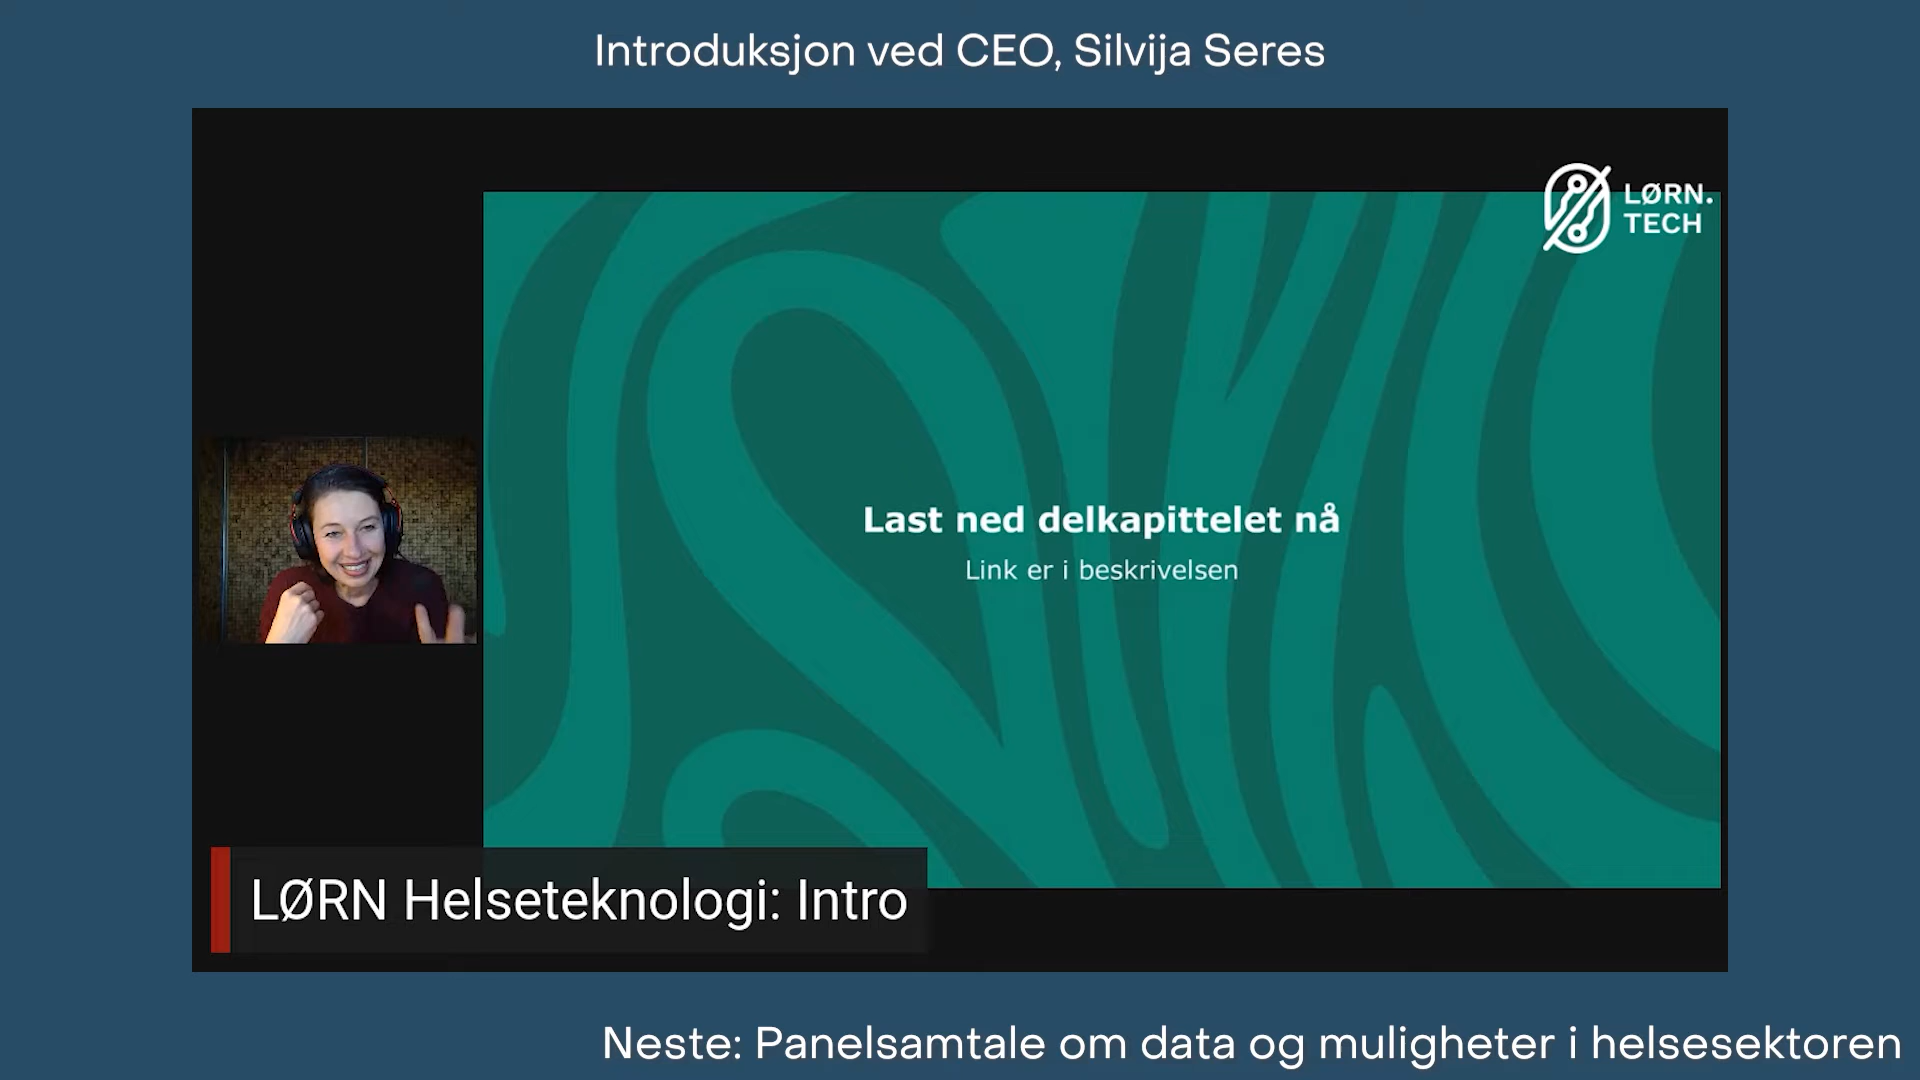 Introduksjon ved CEO, Silvija Seres
LØRN.
TECH
Last ned delkapittelet nå
Link er i beskrivelsen
LØRN Helseteknologi: Intro
Neste: Panelsamtale om data og muligheter i helsesektoren